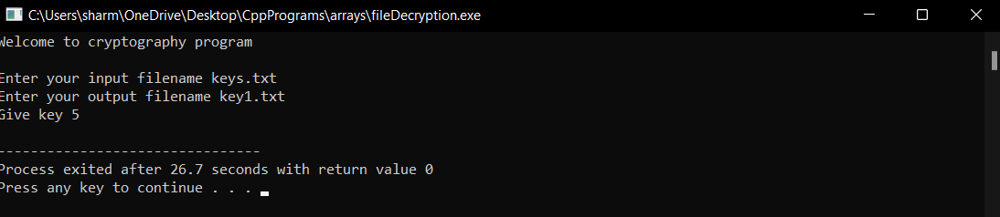 C:\Users\sharm\OneDrive\Desktop\CppPrograms\arrays\fileDecryption.exe
Welcome to cryptography program
Enter your input filename keys.txt
Enter your output filename key1.txt
Give key 5
--------------------------------
Process exited after 26.7 seconds with return value 0
Press any key to continue . . .